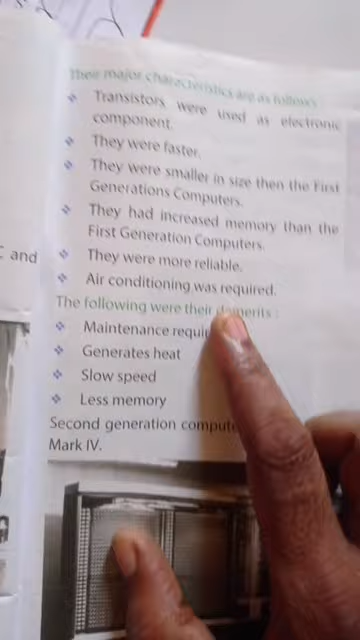 Their major characteristics are as follows :
Transistors were used as electronic
component.
They were faster.
They were smaller in size then the First
Generations Computers.
They had increased memory than the
First Generation Computers.
and
They were more reliable.
Air conditioning was required.
The following were their demerits :
Maintenance
Generates heat
Slow speed
Less memory
Second generation
Mark IV.